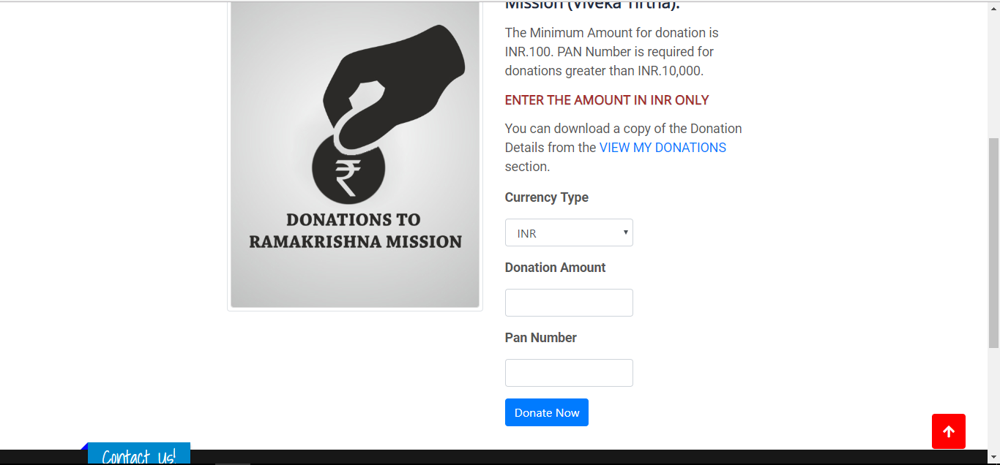 Mission (Viveka Tirtha).
The Minimum Amount for donation is
INR.100. PAN Number is required for
donations greater than INR.10,000.
ENTER THE AMOUNT IN INR ONLY
You can download a copy of the Donation
Details from the VIEW MY DONATIONS
section.
₹
DONATIONS TO
RAMAKRISHNA MISSION
Currency Type
INR
Donation Amount
Pan Number
Donate Now
Contact Us!